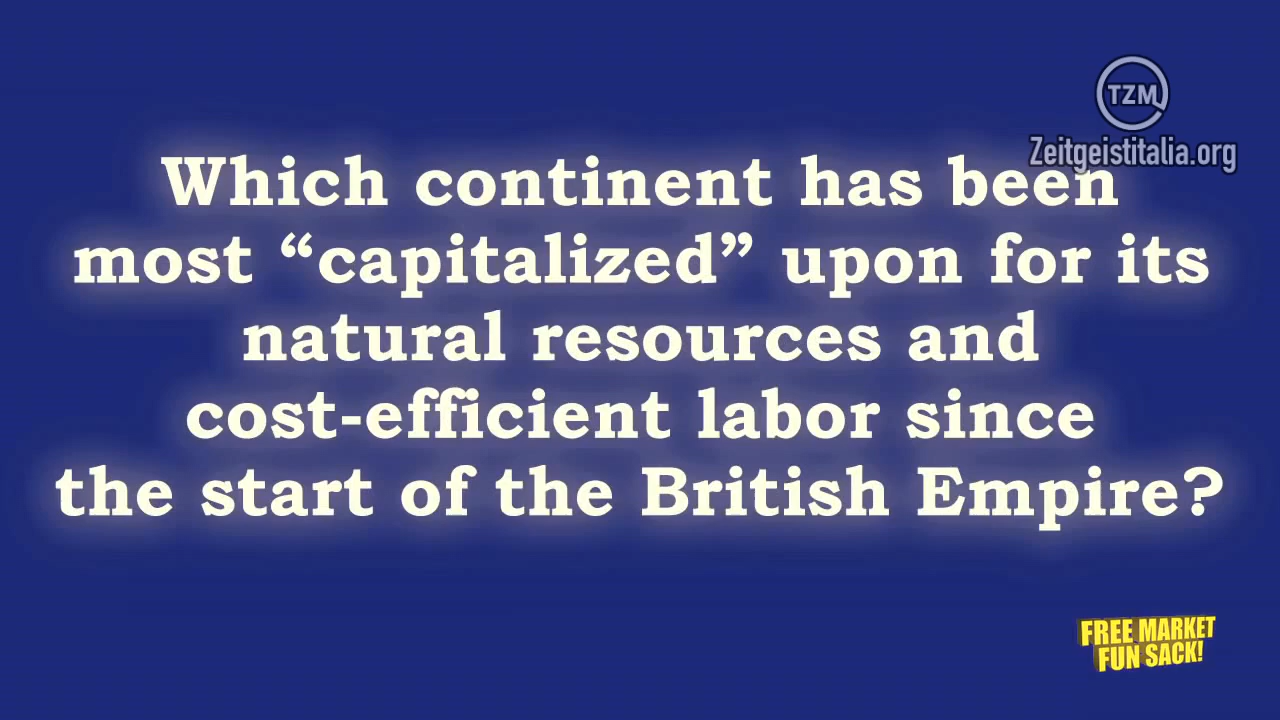 TZM
Zeitgeistitalia.org
Which continent has been
most “capitalized” upon for its
natural resources and
cost-efficient labor since
the start of the British Empire?
FREE MARKET
FUN SACK!